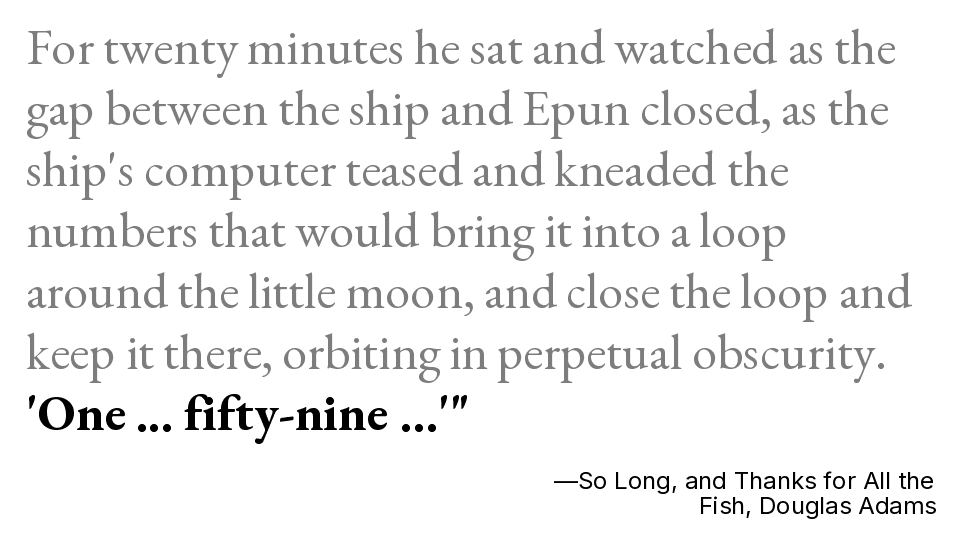 For twenty minutes he sat and watched as the
gap between the ship and Epun closed, as the
ship's computer teased and kneaded the
numbers that would bring it into a loop
around the little moon, and close the loop and
keep it there, orbiting in perpetual obscurity.
'One ... fifty-nine ...'"
—So Long, and Thanks for All the
Fish, Douglas Adams